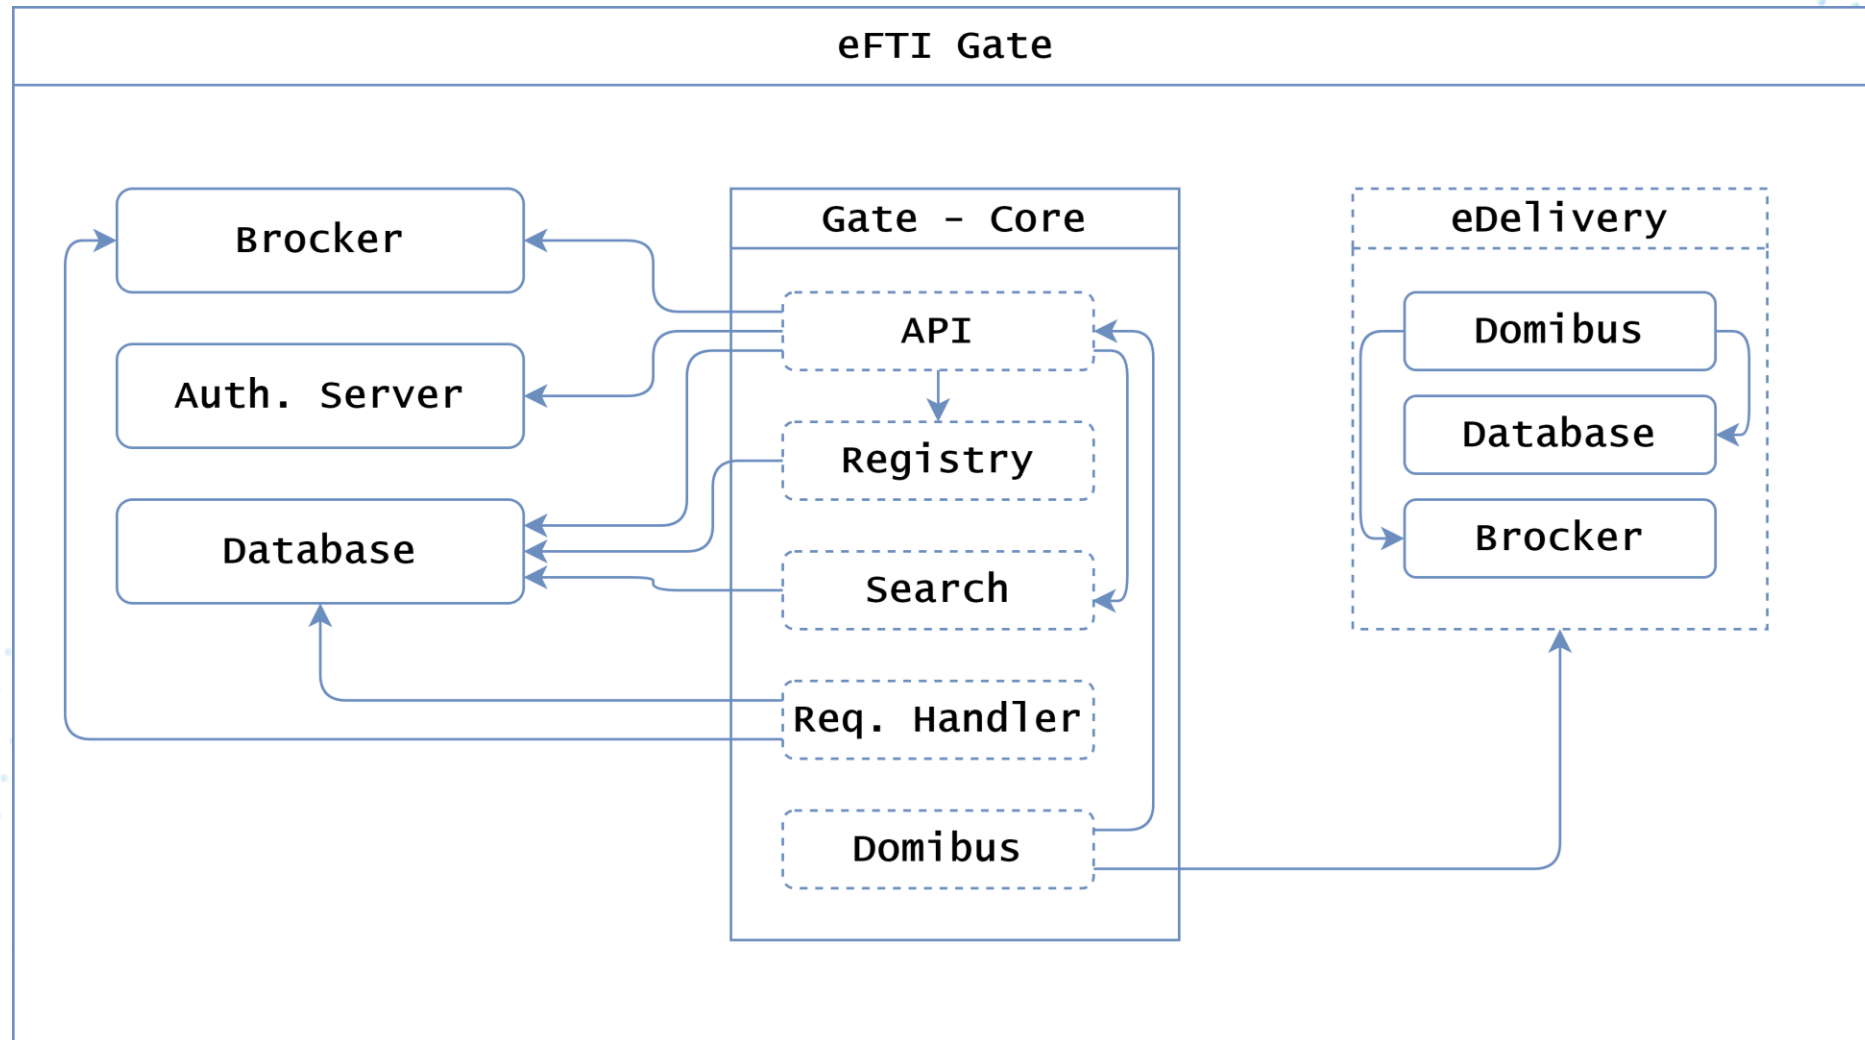 eFTI Gate
Brocker
Auth. Server
Database
Gate – Core
API
Registry
Search
Req. Handler
Domibus
eDelivery
Domibus
Database
Brocker